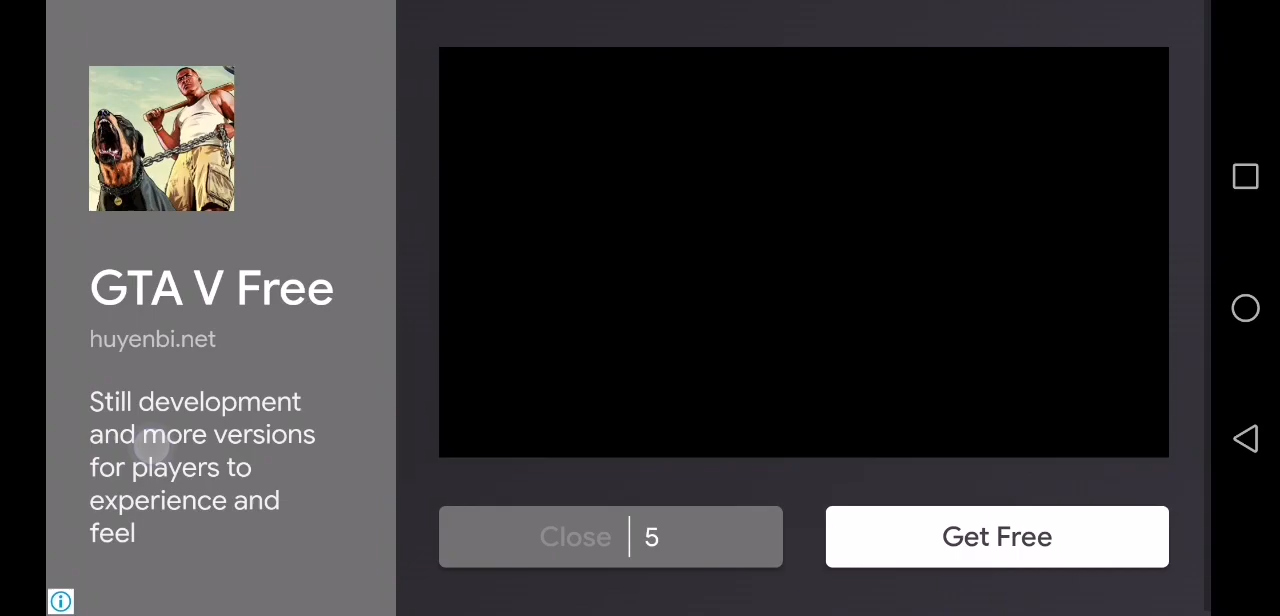 GTA V Free
huyenbi.net
Still development
and more versions
for players to
experience and
feel
Close 5
Get Free